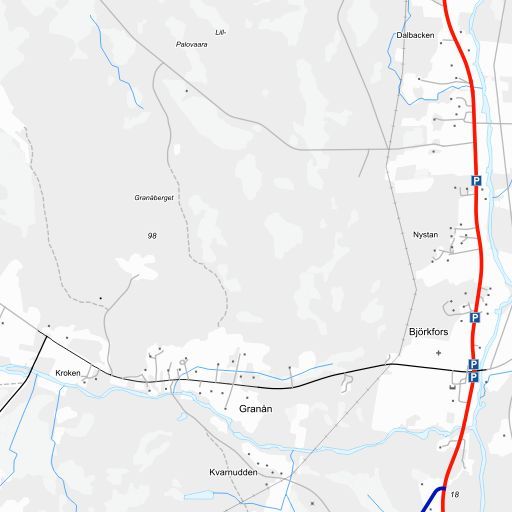 Lill-
Palovaara
Dalbacken
P
Granåberget
98
Nystan
P
Björkfors
P
P
Kroken
Granån
Kvarnudden
18